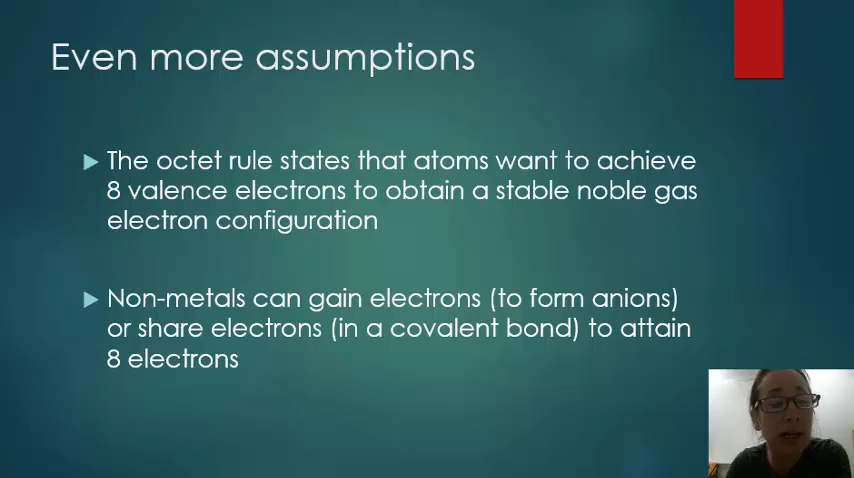 Even more assumptions
The octet rule states that atoms want to achieve
8 valence electrons to obtain a stable noble gas
electron configuration
Non-metals can gain electrons (to form anions)
or share electrons (in a covalent bond) to attain
8 electrons